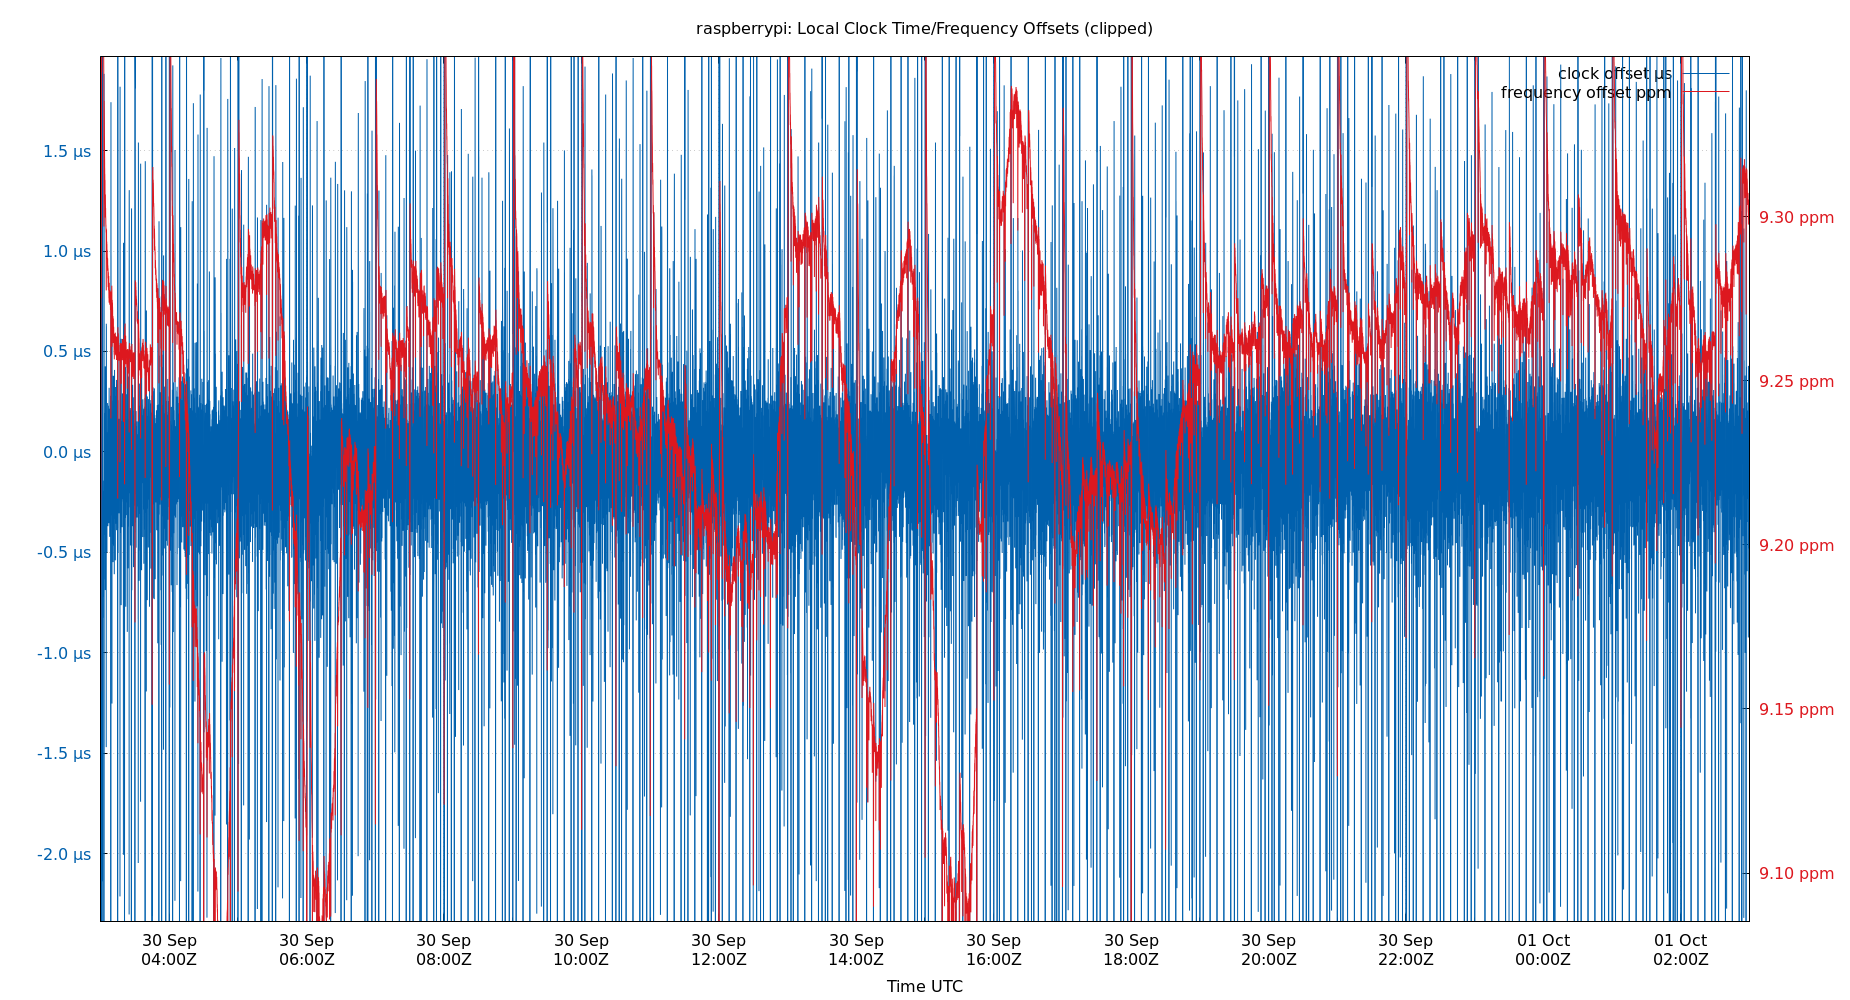 raspberrypi: Local Clock Time/Frequency Offsets (clipped)
clock offset µs
frequency offset ppm
1.5 µs
1.0 µs
0.5 µs
0.0 µs
-0.5 µs
-1.0 µs
-1.5 µs
-2.0 µs
9.30 ppm
9.25 ppm
9.20 ppm
9.15 ppm
9.10 ppm
30 Sep 30 Sep 30 Sep 30 Sep 30 Sep 30 Sep 30 Sep 30 Sep 30 Sep 30 Sep 01 Oct 01 Oct
04:00Z 06:00Z 08:00Z 10:00Z 12:00Z 14:00Z 16:00Z 18:00Z 20:00Z 22:00Z 00:00Z 02:00Z
Time UTC